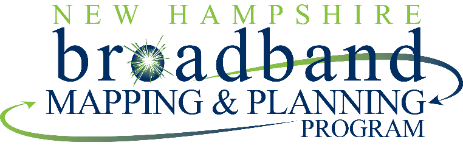 NEW HAMPSHIRE
broadband
MAPPING & PLANNING
PROGRAM